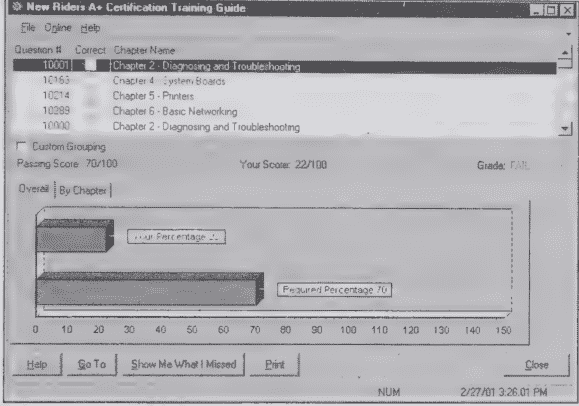 New Riders A+ Certification Training Guide
File Online Help
Question # Correct Chapter Name
10001 Chapter 2 - Diagnosing and Troubleshooting
10163 Chapter 4 - System Boards
10214 Chapter 5 - Printers
10289 Chapter 6 - Basic Networking
10000 Chapter 2 - Diagnosing and Troubleshooting
Custom Grouping
Passing Score: 70/100 Your Score: 22/100 Grade: FAIL
Overall By Chapter
Your Percentage
Required Percentage 70
0 10 20 30 40 50 60 70 80 90 100 110 120 130 140 150
Help Go To Show Me What I Missed Print Close
NUM 2/27/01 3:26:01 PM